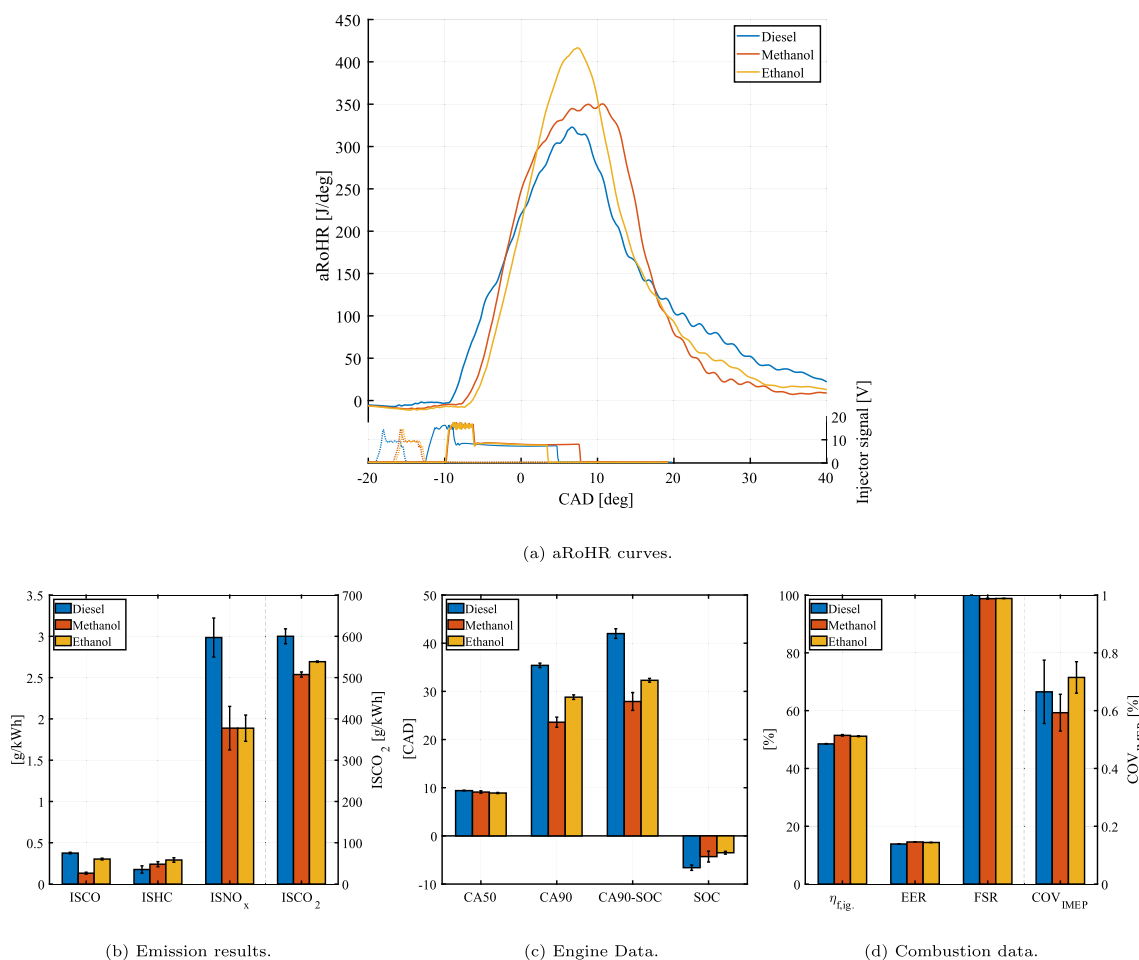 450
400
350
300
250
200
150
100
50
0
aRoHR [J/deg]
Diesel
Methanol
Ethanol
20
10
0
Injector signal [V]
-20
-10
0
10
20
30
40
CAD [deg]
(a) aRoHR curves.
3.5
3
2.5
2
1.5
1
0.5
0
[g/kWh]
Diesel
Methanol
Ethanol
700
600
500
400
300
200
100
0
ISCO2 [g/kWh]
ISCO
ISHC
ISNOx
ISCO2
(b) Emission results.
50
40
30
20
10
0
-10
[CAD]
Diesel
Methanol
Ethanol
CA50
CA90
CA90-SOC
SOC
(c) Engine Data.
100
80
60
40
20
0
[%]
Diesel
Methanol
Ethanol
1
0.8
0.6
0.4
0.2
0
COV_IMEP [%]
ηf,ig.
EER
FSR
COV_IMEP
(d) Combustion data.